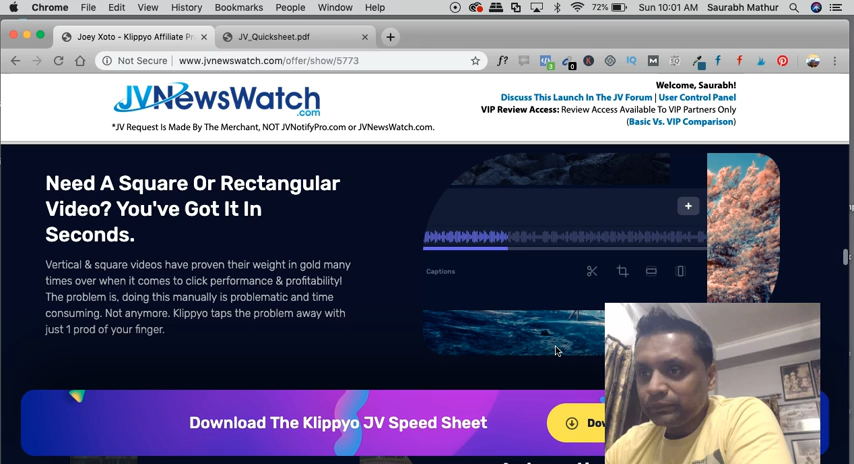 Chrome File Edit View History Bookmarks People Window Help 72% Sun 10:01 AM Saurabh Mathur
Joey Xoto - Klippyo Affiliate Pr
JV_Quicksheet.pdf
Not Secure www.jvnewswatch.com/offer/show/5773
JVNewsWatch.com
*JV Request Is Made By The Merchant, NOT JVNotifyPro.com or JVNewsWatch.com.
Welcome, Saurabh!
Discuss This Launch In The JV Forum | User Control Panel
VIP Review Access: Review Access Available To VIP Partners Only
(Basic Vs. VIP Comparison)
Need A Square Or Rectangular
Video? You've Got It In
Seconds.
Vertical & square videos have proven their weight in gold many
times over when it comes to click performance & profitability!
The problem is, doing this manually is problematic and time
consuming. Not anymore. Klippyo taps the problem away with
just 1 prod of your finger.
Captions
Download The Klippyo JV Speed Sheet